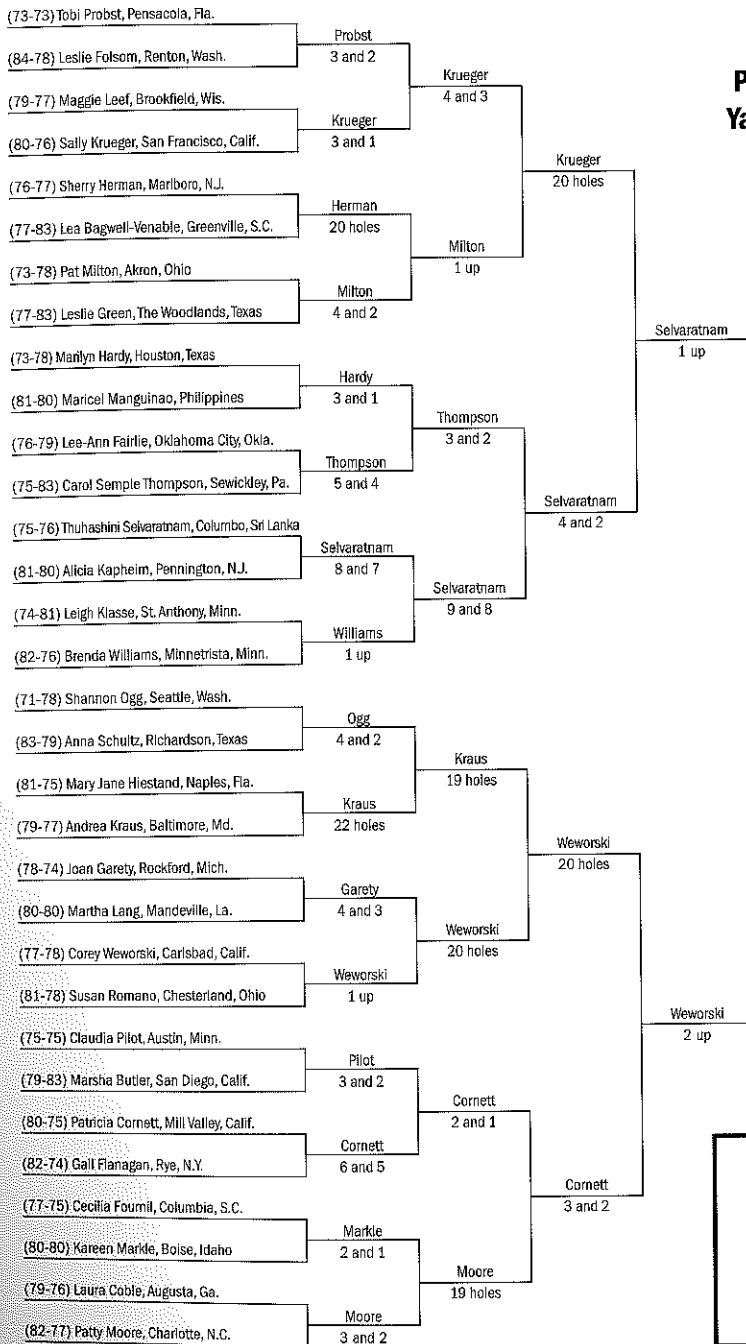 (73-73) Tobi Probst, Pensacola, Fla.
(84-78) Leslie Folsom, Renton, Wash.
(79-77) Maggie Leef, Brookfield, Wis.
(80-76) Sally Krueger, San Francisco, Calif.
(76-77) Sherry Herman, Marlboro, N.J.
(77-83) Lea Bagwell-Venable, Greenville, S.C.
(73-78) Pat Milton, Akron, Ohio
(77-83) Leslie Green, The Woodlands, Texas
(73-78) Marilyn Hardy, Houston, Texas
(81-80) Maricel Manguinao, Philippines
(76-79) Lee-Ann Fairlie, Oklahoma City, Okla.
(75-83) Carol Semple Thompson, Sewickley, Pa.
(75-76) Thuhashini Selvaratnam, Columbo, Sri Lanka
(81-80) Alicia Kapheim, Pennington, N.J.
(74-81) Leigh Klasse, St. Anthony, Minn.
(82-76) Brenda Williams, Minnetrista, Minn.
(71-78) Shannon Ogg, Seattle, Wash.
(83-79) Anna Schultz, Richardson, Texas
(81-75) Mary Jane Hiestand, Naples, Fla.
(79-77) Andrea Kraus, Baltimore, Md.
(78-74) Joan Garety, Rockford, Mich.
(80-80) Martha Lang, Mandeville, La.
(77-78) Corey Weworski, Carlsbad, Calif.
(81-78) Susan Romano, Chesterland, Ohio
(75-75) Claudia Pilot, Austin, Minn.
(79-83) Marsha Butler, San Diego, Calif.
(80-75) Patricia Cornett, Mill Valley, Calif.
(82-74) Gail Flanagan, Rye, N.Y.
(77-75) Cecilia Fournil, Columbia, S.C.
(80-80) Kareen Markle, Boise, Idaho
(79-76) Laura Coble, Augusta, Ga.
(82-77) Patty Moore, Charlotte, N.C.
Probst
3 and 2
Krueger
3 and 1
Herman
20 holes
Milton
4 and 2
Hardy
3 and 1
Thompson
5 and 4
Selvaratnam
8 and 7
Williams
1 up
Ogg
4 and 2
Kraus
22 holes
Garety
4 and 3
Weworski
1 up
Pilot
3 and 2
Cornett
6 and 5
Markle
2 and 1
Moore
3 and 2
Krueger
4 and 3
Milton
1 up
Thompson
3 and 2
Selvaratnam
9 and 8
Kraus
19 holes
Weworski
20 holes
Cornett
2 and 1
Moore
19 holes
Krueger
20 holes
Selvaratnam
4 and 2
Weworski
20 holes
Cornett
3 and 2
Selvaratnam
1 up
Weworski
2 up
P
Ya